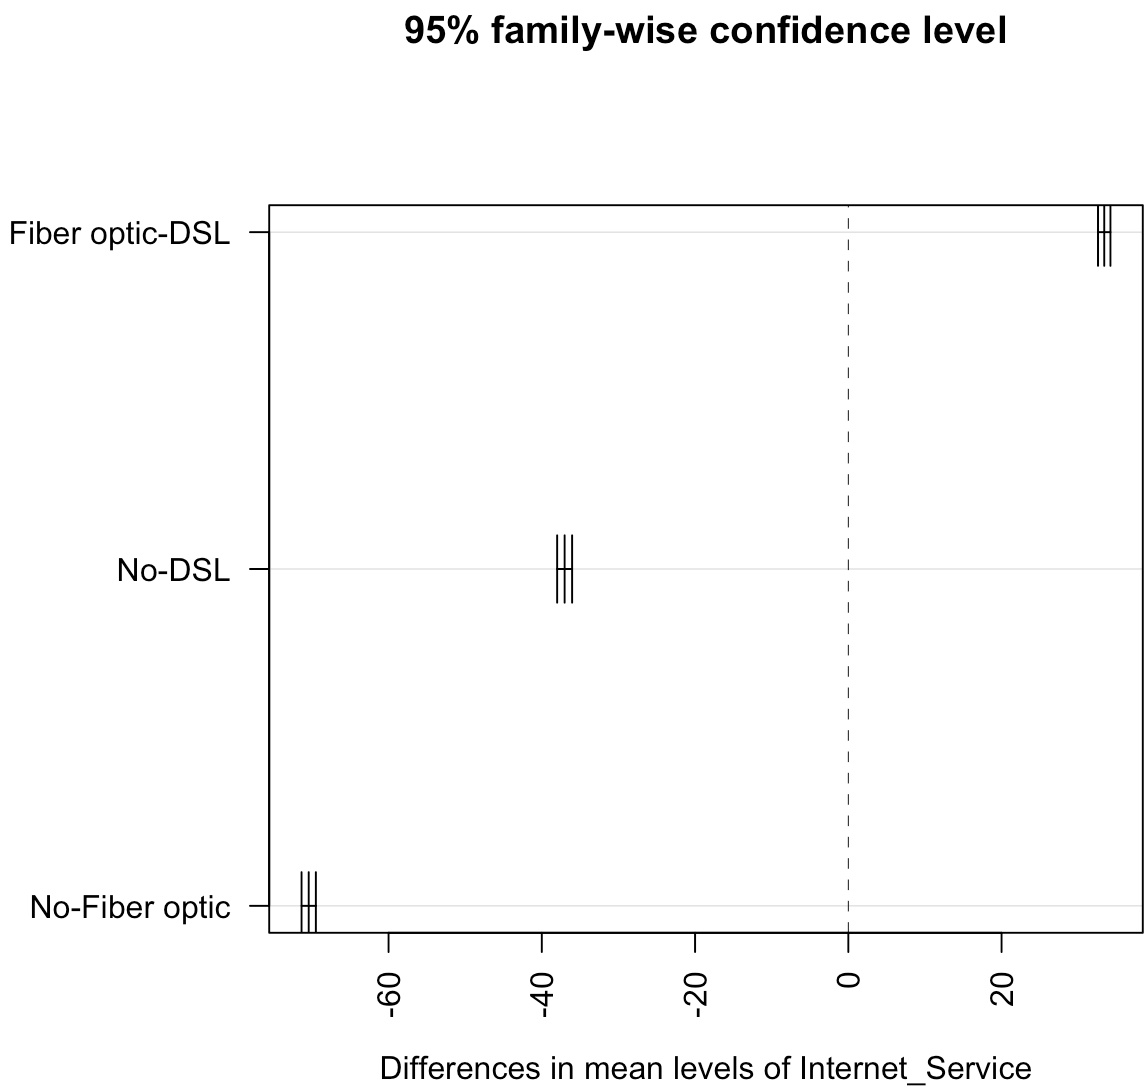 95% family-wise confidence level
Fiber optic-DSL
No-DSL
No-Fiber optic
-60
-40
-20
0
20
Differences in mean levels of Internet_Service